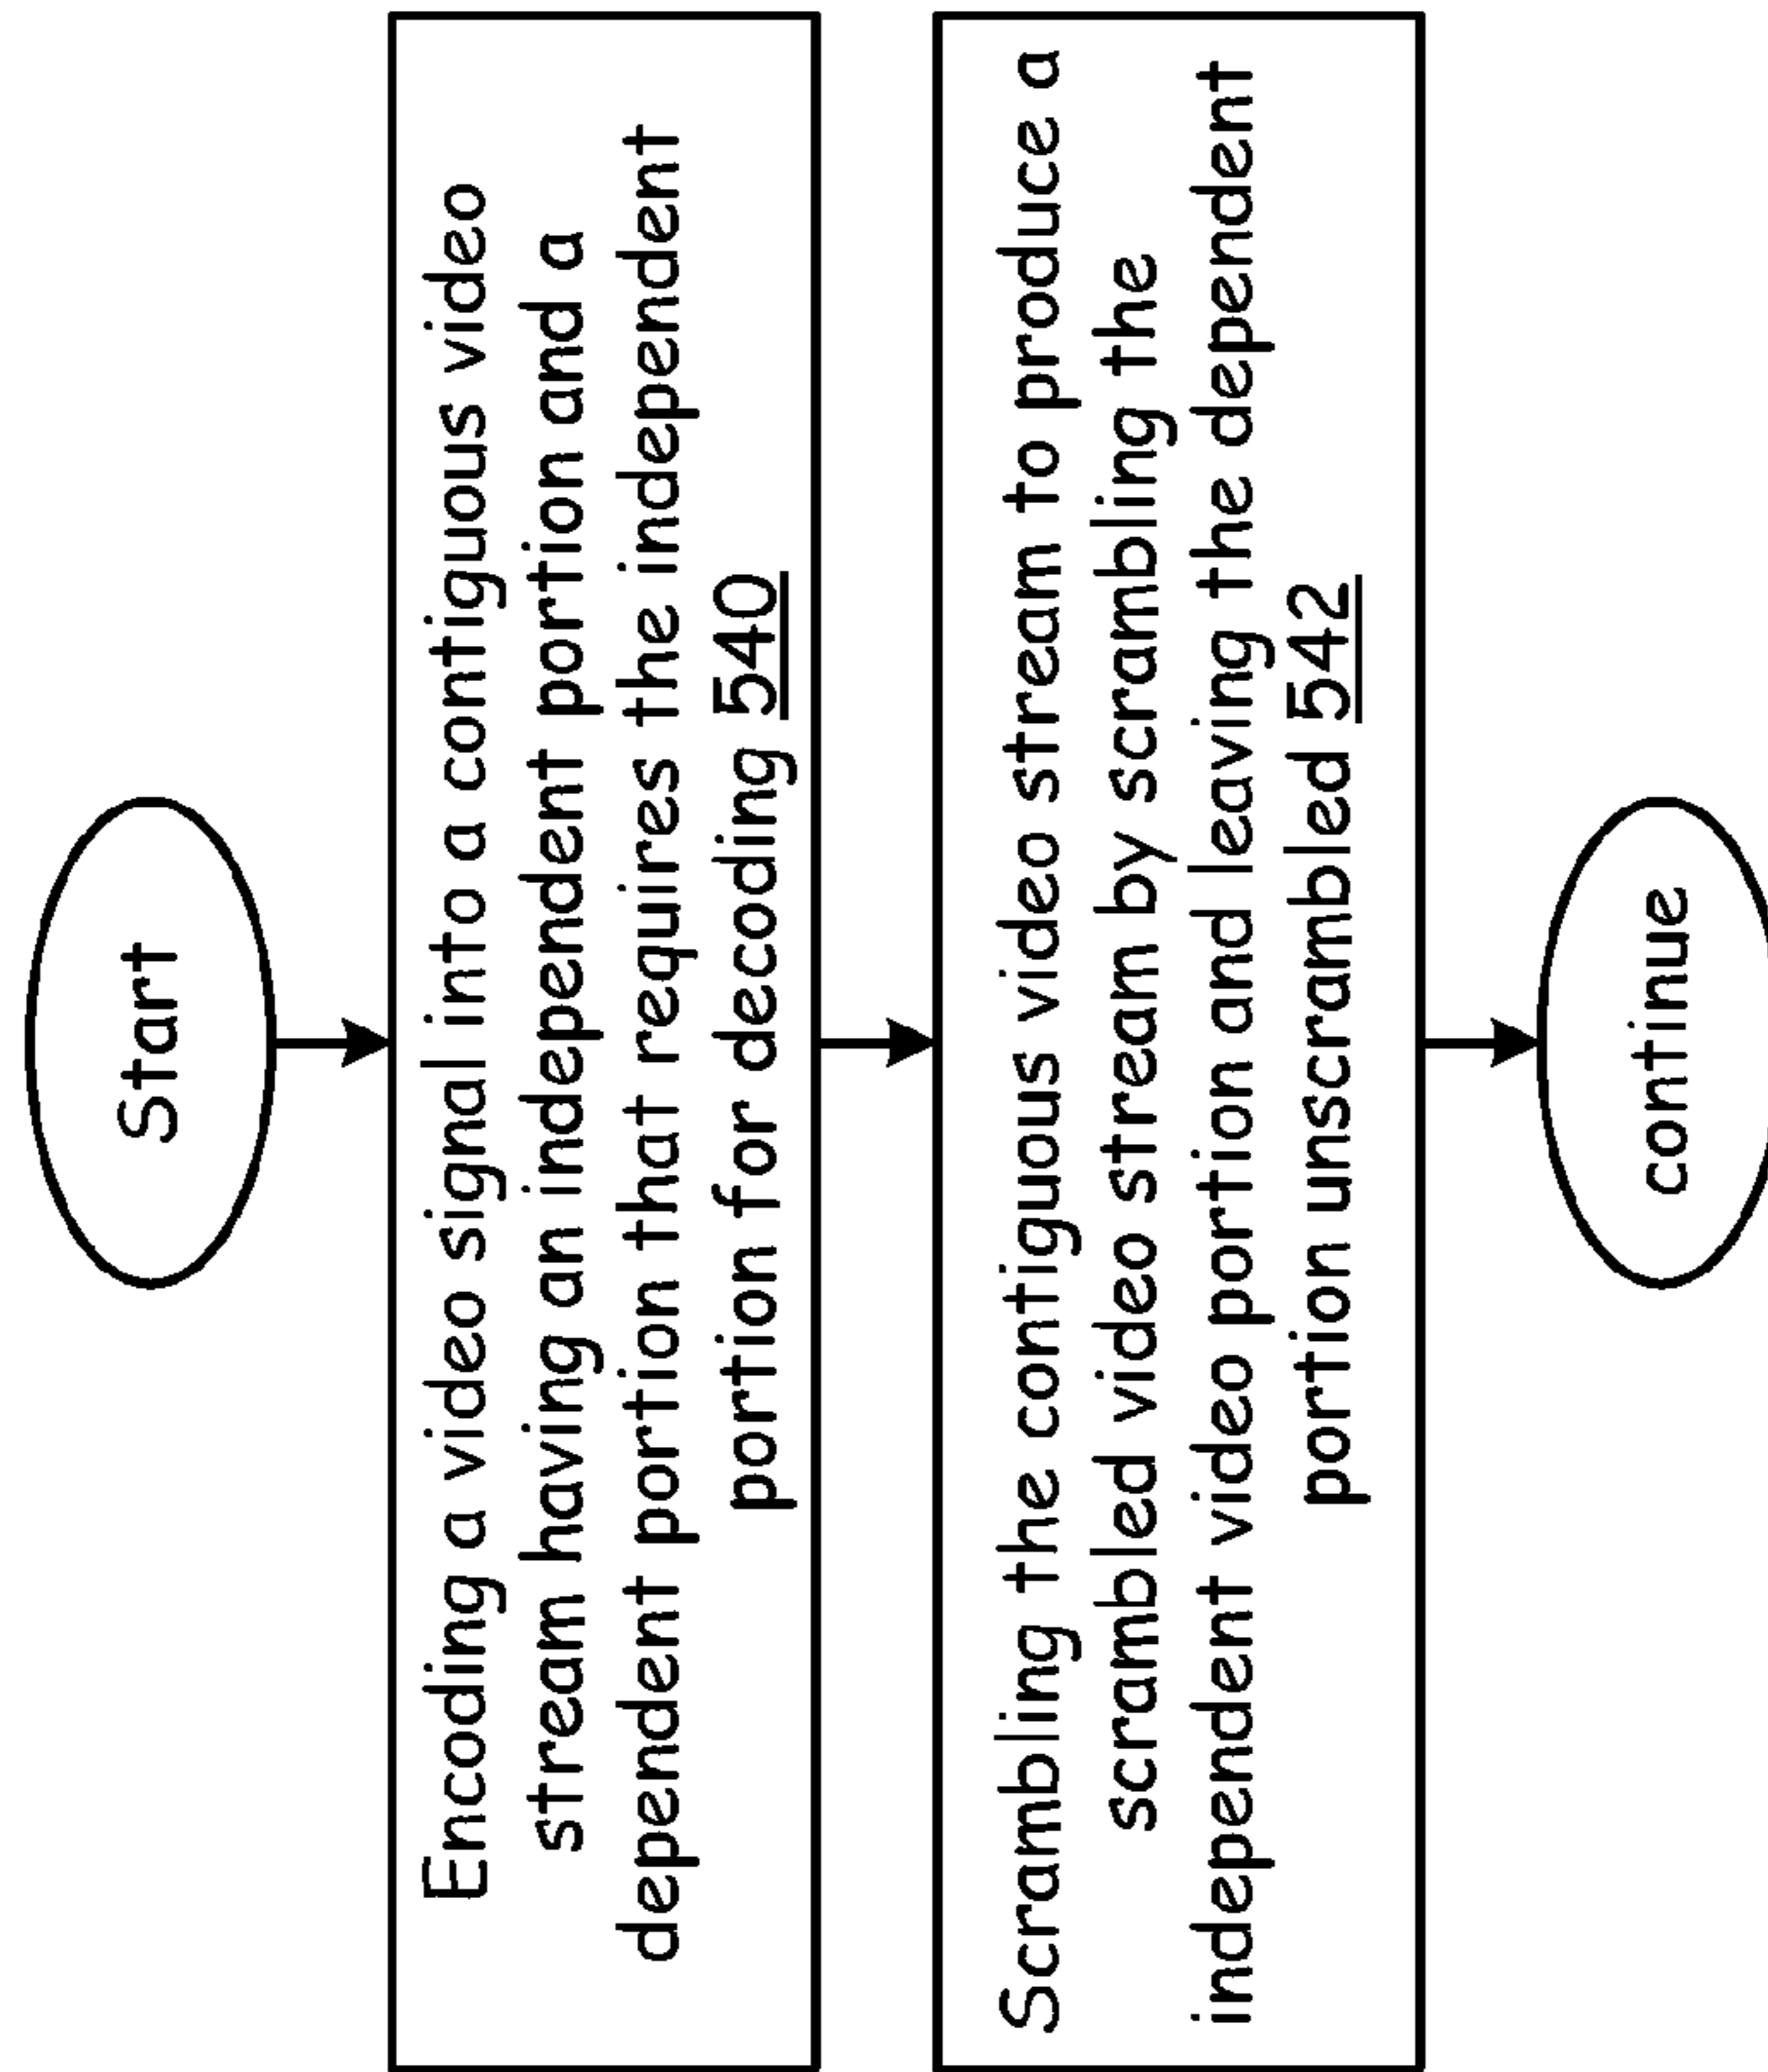 Start
Encoding a video signal into a contiguous video
stream having an independent portion and a
dependent portion that requires the independent
portion for decoding 540
Scrambling the contiguous video stream to produce a
scrambled video stream by scrambling the
independent video portion and leaving the dependent
portion unscrambled 542
continue